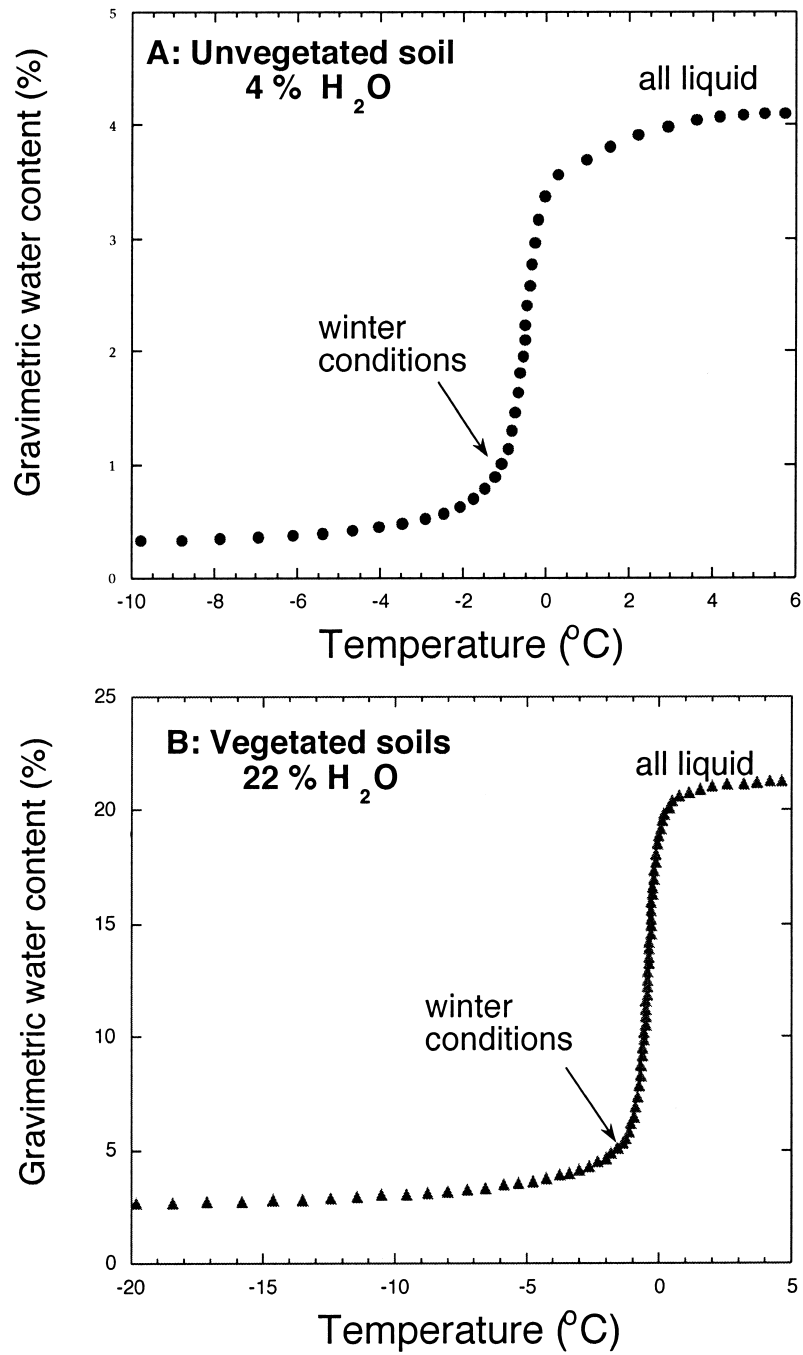 A: Unvegetated soil
4 % H2O
all liquid
winter
conditions
Gravimetric water content (%)
5
4
3
2
1
0
-10 -8 -6 -4 -2 0 2 4 6
Temperature (oC)
B: Vegetated soils
22 % H2O
all liquid
winter
conditions
Gravimetric water content (%)
25
20
15
10
5
0
-20 -15 -10 -5 0 5
Temperature (oC)